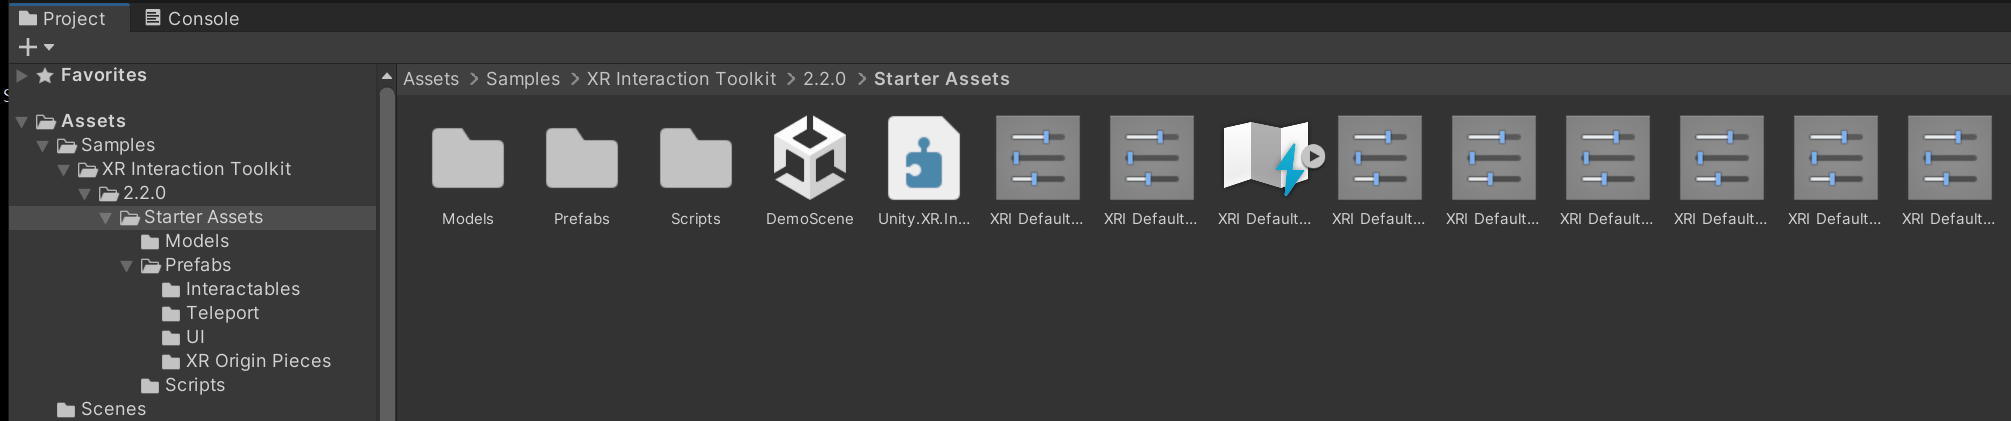 Project
Console
Favorites
Assets
Samples
XR Interaction Toolkit
2.2.0
Starter Assets
Models
Prefabs
Interactables
Teleport
UI
XR Origin Pieces
Scripts
Scenes
Assets > Samples > XR Interaction Toolkit > 2.2.0 > Starter Assets
Models
Prefabs
Scripts
DemoScene
Unity.XR.In...
XRI Default...
XRI Default...
XRI Default...
XRI Default...
XRI Default...
XRI Default...
XRI Default...
XRI Default...
XRI Default...